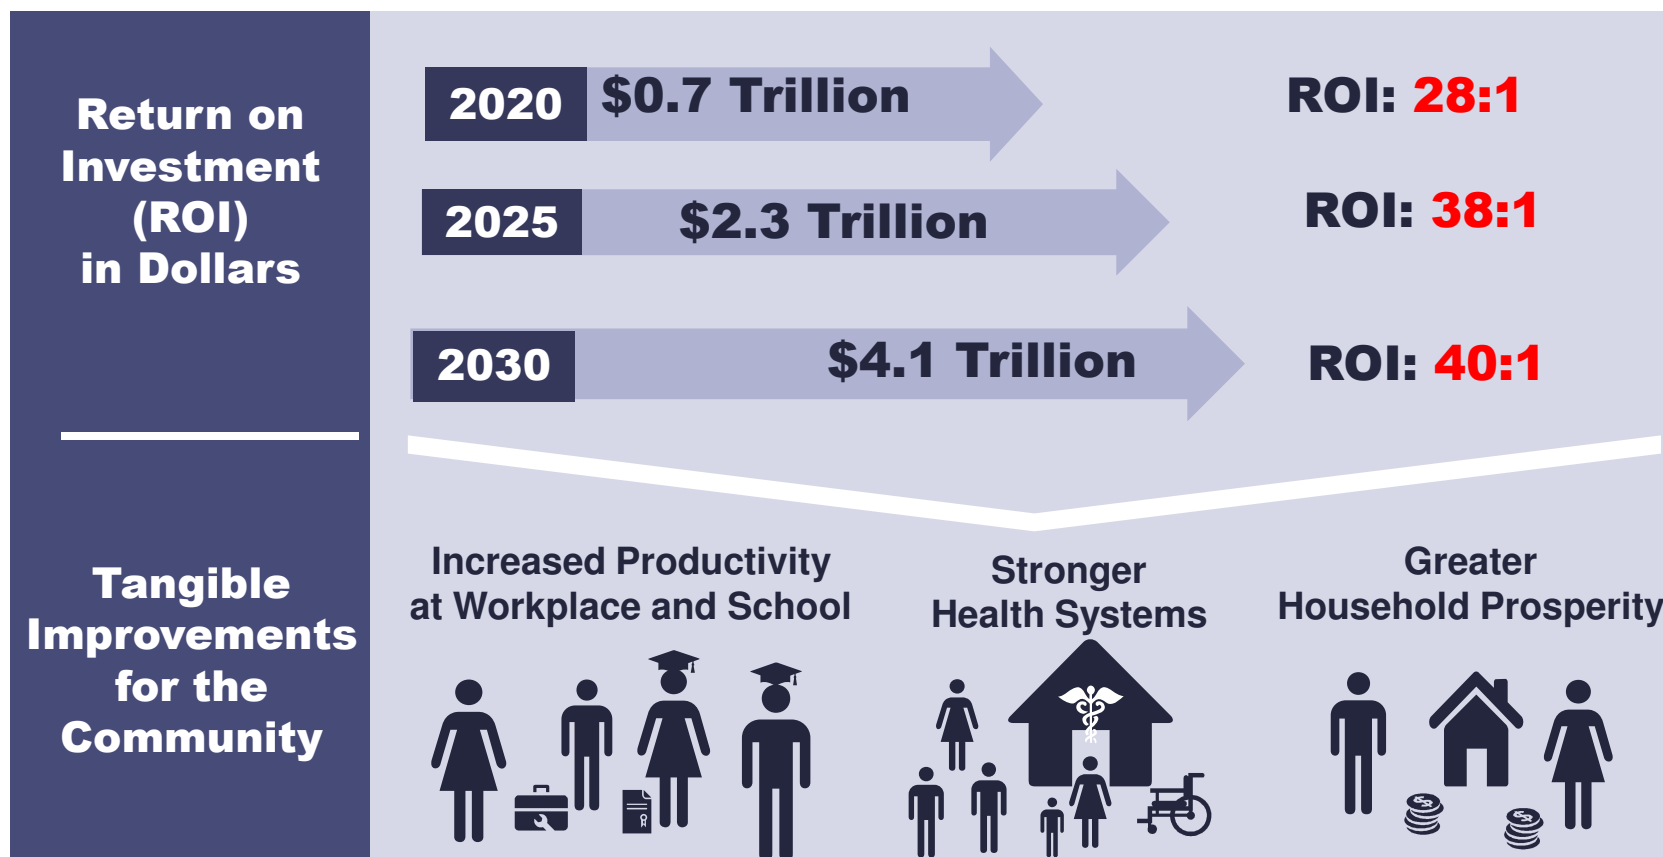 Return on
Investment
(ROI)
in Dollars
2020 $0.7 Trillion ROI: 28:1
2025 $2.3 Trillion ROI: 38:1
2030 $4.1 Trillion ROI: 40:1
Tangible
Improvements
for the
Community
Increased Productivity
at Workplace and School
Stronger
Health Systems
Greater
Household Prosperity